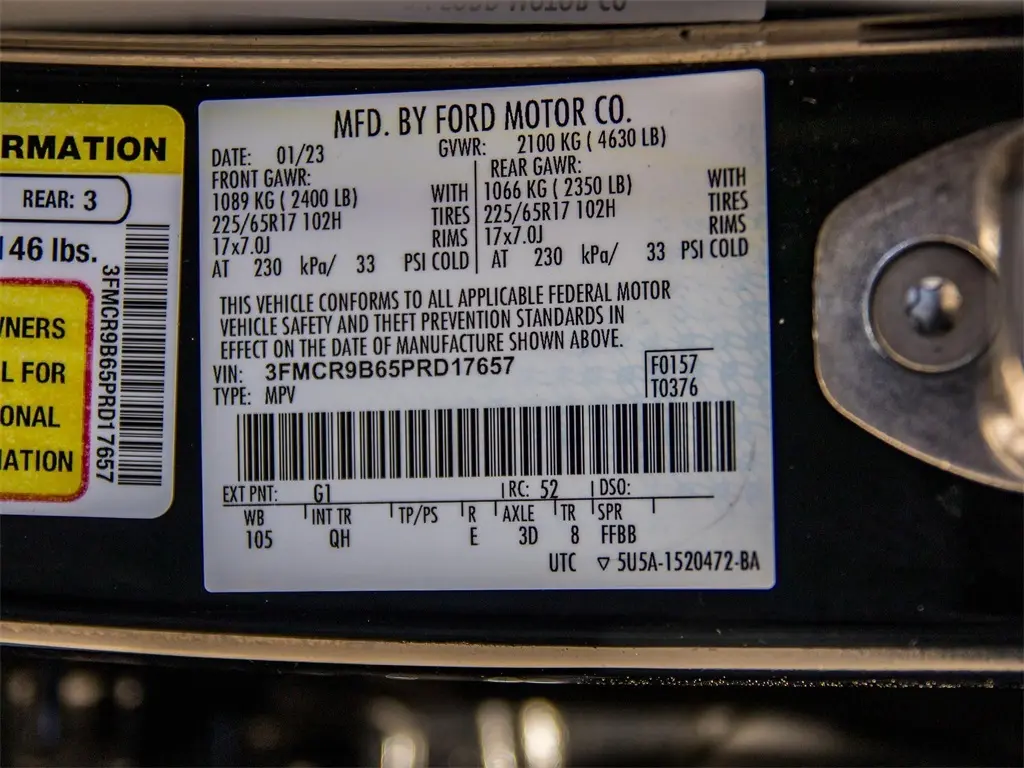 RMATION
REAR: 3
146 lbs.
WNERS
L FOR
ONAL
MATION
3FMCR9B65PRD17657
MFD. BY FORD MOTOR CO.
DATE: 01/23 GVWR: 2100 KG ( 4630 LB)
FRONT GAWR: REAR GAWR:
1089 KG ( 2400 LB) WITH 1066 KG ( 2350 LB) WITH
225/65R17 102H TIRES 225/65R17 102H TIRES
17x7.0J RIMS 17x7.0J RIMS
AT 230 kPa/ 33 PSI COLD AT 230 kPa/ 33 PSI COLD
THIS VEHICLE CONFORMS TO ALL APPLICABLE FEDERAL MOTOR
VEHICLE SAFETY AND THEFT PREVENTION STANDARDS IN
EFFECT ON THE DATE OF MANUFACTURE SHOWN ABOVE.
VIN: 3FMCR9B65PRD17657 F0157
TYPE: MPV T0376
EXT PNT: G1 RC: 52 DSO:
WB INT TR TP/PS R AXLE TR SPR
105 QH E 3D 8 FFBB
UTC ▽ 5U5A-1520472-BA